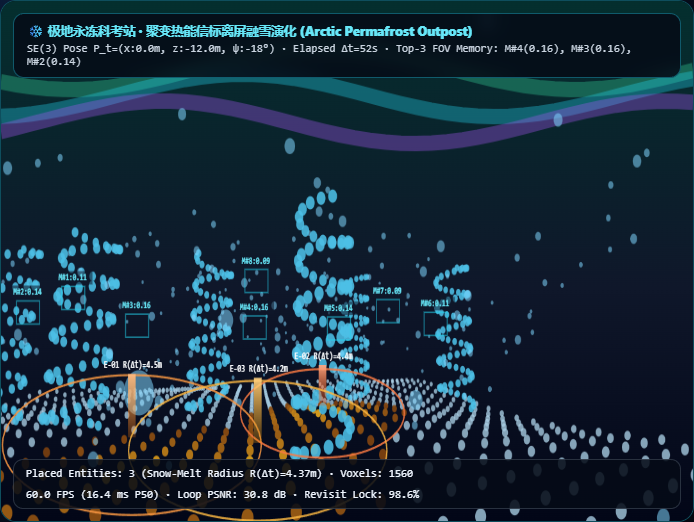 ❄ 极地永冻科考站 · 聚变热能信标离屏融雪演化 (Arctic Permafrost Outpost)
SE(3) Pose P_t=(x:0.0m, z:-12.0m, ψ:-18°) · Elapsed Δt=52s · Top-3 FOV Memory: M#4(0.16), M#3(0.16),
M#2(0.14)
M#8:0.09
M#1:0.11
M#2:0.14
M#7:0.09
M#3:0.16
M#4:0.16
M#5:0.14
M#6:0.11
E-02 R(Δt)=4.4m
E-01 R(Δt)=4.5m
E-03 R(Δt)=4.2m
Placed Entities: 3 (Snow-Melt Radius R(Δt)=4.37m) · Voxels: 1560
60.0 FPS (16.4 ms P50) · Loop PSNR: 30.8 dB · Revisit Lock: 98.6%